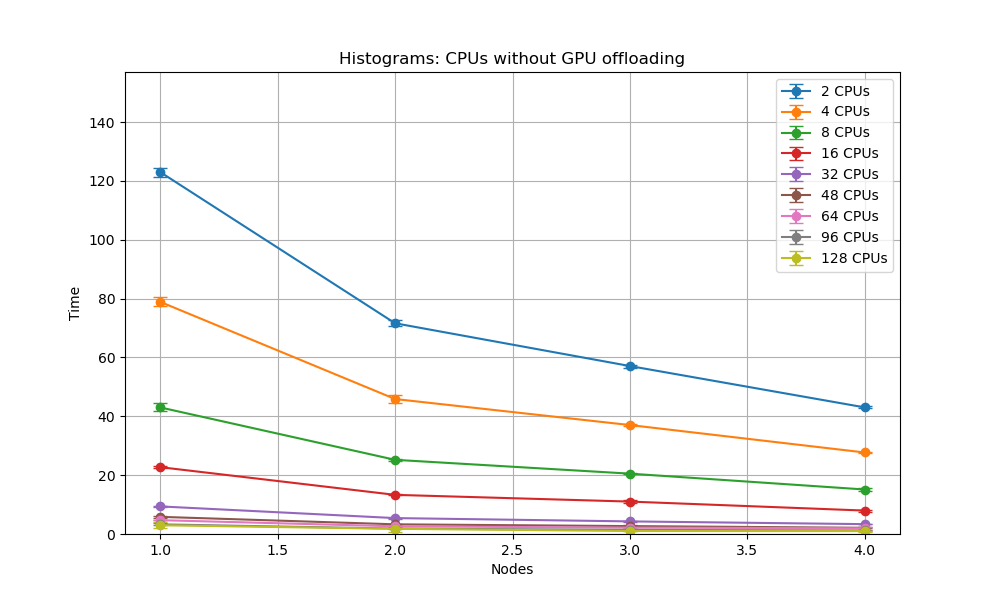 Histograms: CPUs without GPU offloading
2 CPUs
4 CPUs
8 CPUs
16 CPUs
32 CPUs
48 CPUs
64 CPUs
96 CPUs
128 CPUs
140
120
100
80
60
40
20
0
Time
1.0 1.5 2.0 2.5 3.0 3.5 4.0
Nodes